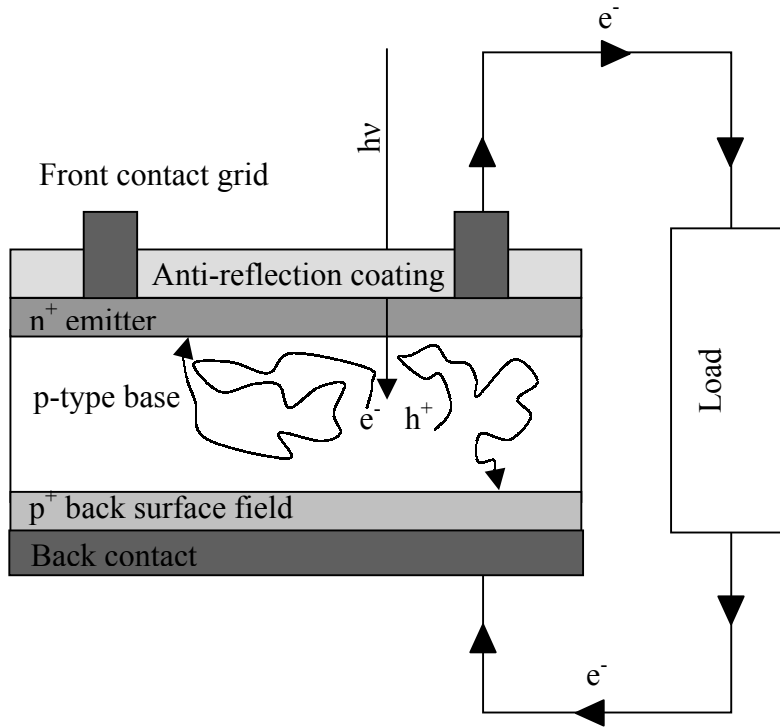 e⁻
hν
Front contact grid
Anti-reflection coating
n⁺ emitter
p-type base
e⁻ h⁺
Load
p⁺ back surface field
Back contact
e⁻